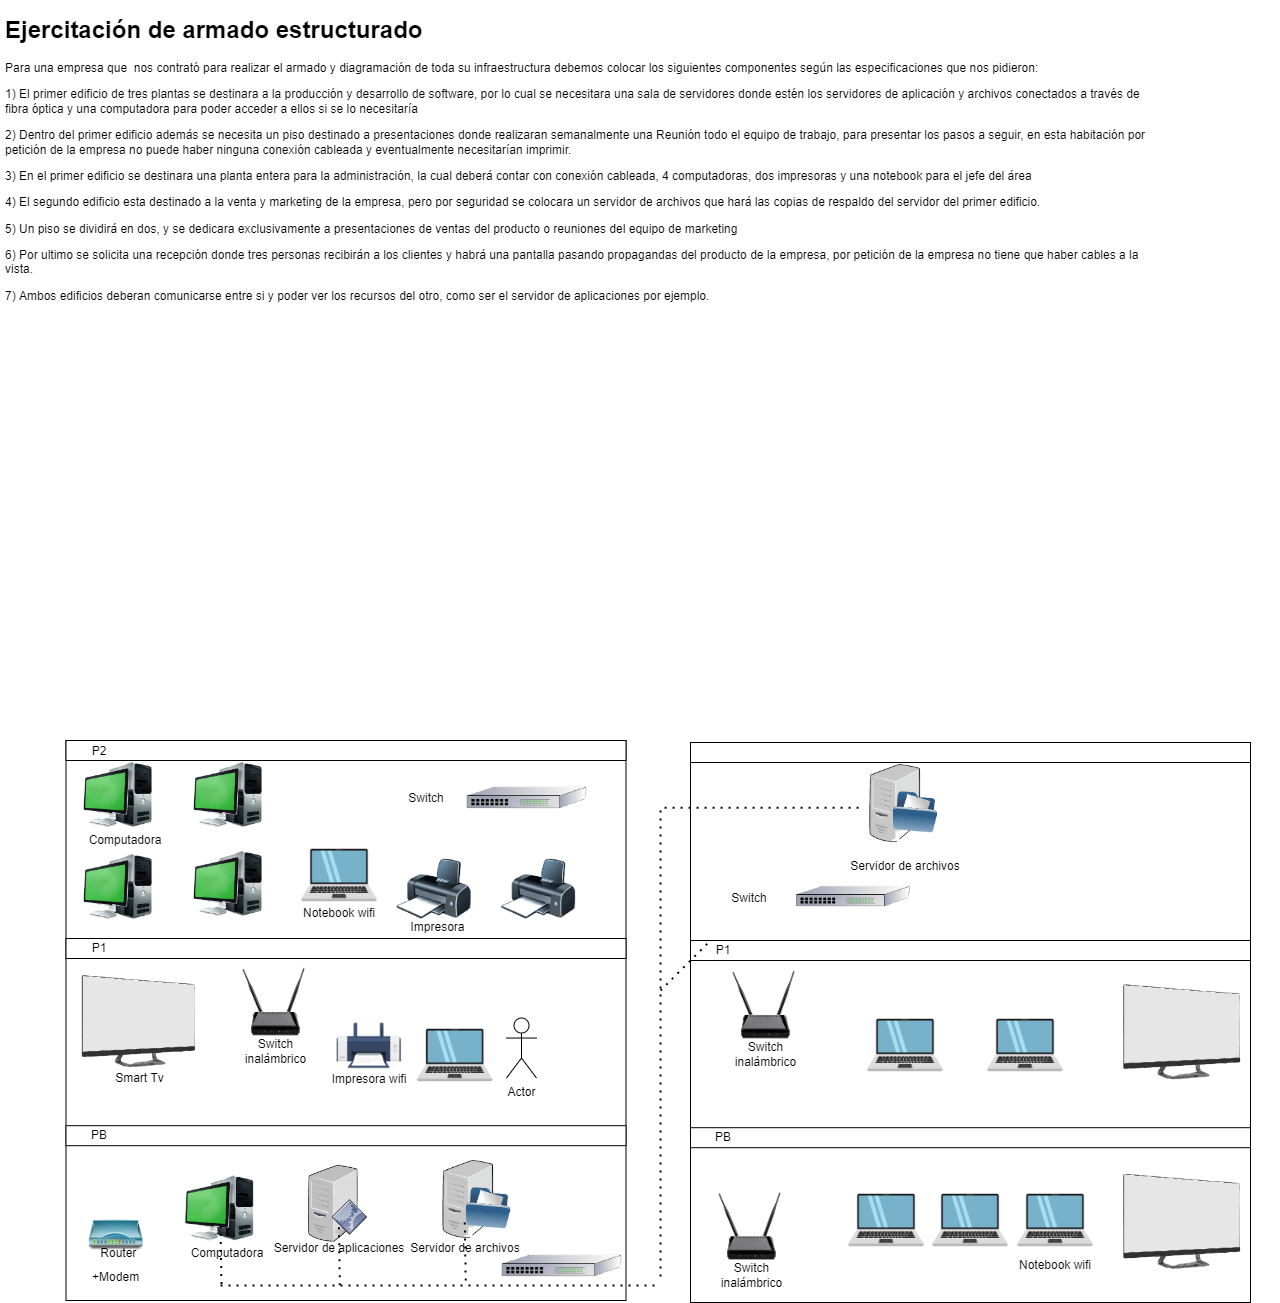 Ejercitación de armado estructurado
Para una empresa que  nos contrató para realizar el armado y diagramación de toda su infraestructura debemos colocar los siguientes componentes según las especificaciones que nos pidieron:
1) El primer edificio de tres plantas se destinara a la producción y desarrollo de software, por lo cual se necesitara una sala de servidores donde estén los servidores de aplicación y archivos conectados a través de
fibra óptica y una computadora para poder acceder a ellos si se lo necesitaría
2) Dentro del primer edificio además se necesita un piso destinado a presentaciones donde realizaran semanalmente una Reunión todo el equipo de trabajo, para presentar los pasos a seguir, en esta habitación por
petición de la empresa no puede haber ninguna conexión cableada y eventualmente necesitarían imprimir.
3) En el primer edificio se destinara una planta entera para la administración, la cual deberá contar con conexión cableada, 4 computadoras, dos impresoras y una notebook para el jefe del área
4) El segundo edificio esta destinado a la venta y marketing de la empresa, pero por seguridad se colocara un servidor de archivos que hará las copias de respaldo del servidor del primer edificio.
5) Un piso se dividirá en dos, y se dedicara exclusivamente a presentaciones de ventas del producto o reuniones del equipo de marketing
6) Por ultimo se solicita una recepción donde tres personas recibirán a los clientes y habrá una pantalla pasando propagandas del producto de la empresa, por petición de la empresa no tiene que haber cables a la
vista.
7) Ambos edificios deberan comunicarse entre si y poder ver los recursos del otro, como ser el servidor de aplicaciones por ejemplo.
P2
Switch
Computadora
Notebook wifi
Impresora
P1
Switch
inalámbrico
Smart Tv
Impresora wifi
Actor
PB
Router
+Modem
Computadora
Servidor de aplicaciones
Servidor de archivos
Servidor de archivos
Switch
P1
Switch
inalámbrico
PB
Switch
inalámbrico
Notebook wifi